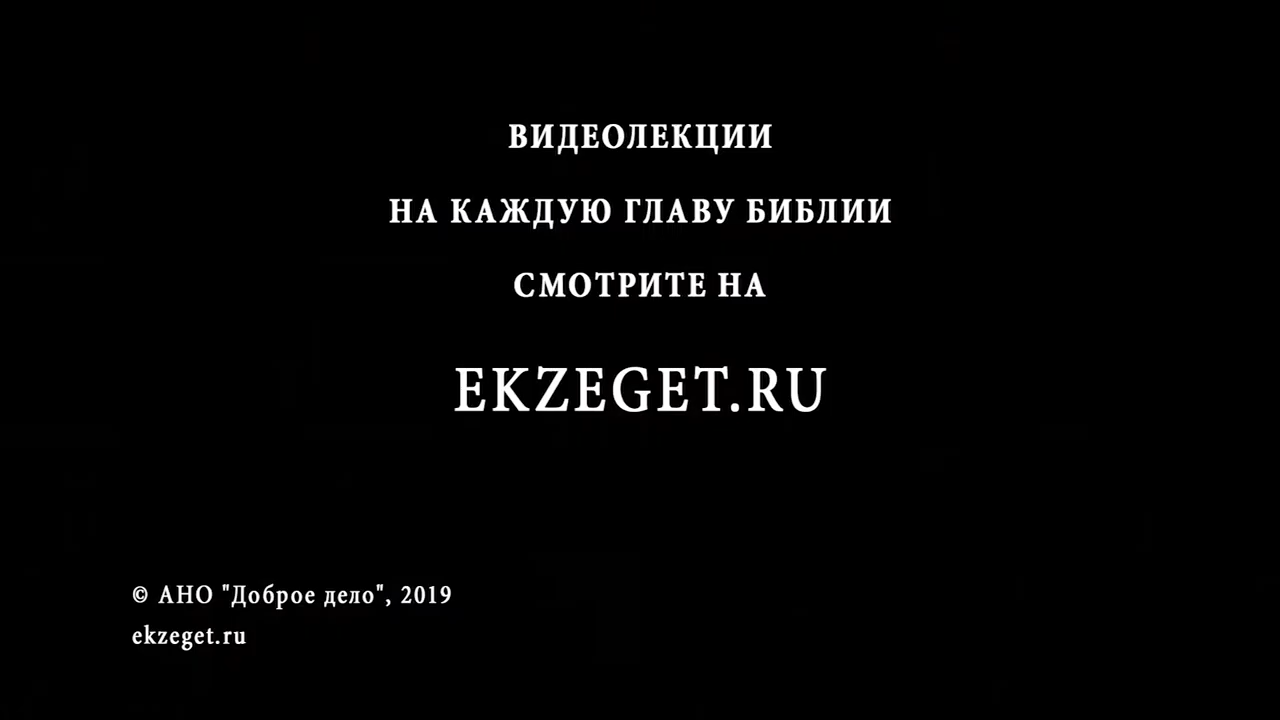 ВИДЕОЛЕКЦИИ
НА КАЖДУЮ ГЛАВУ БИБЛИИ
СМОТРИТЕ НА
EKZEGET.RU
© АНО "Доброе дело", 2019
ekzeget.ru